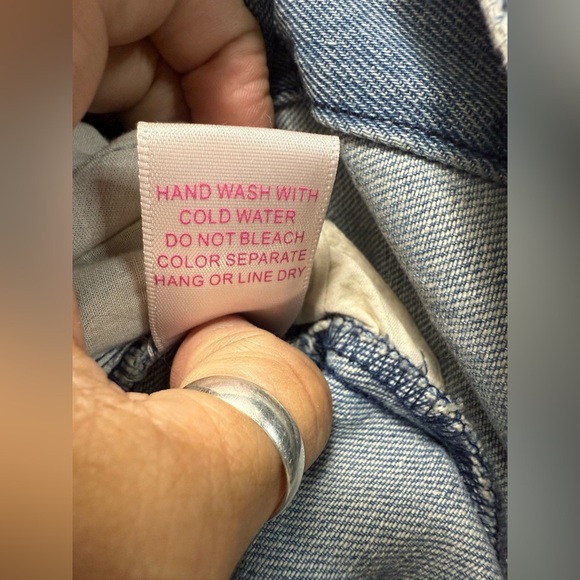 HAND WASH WITH
COLD WATER
DO NOT BLEACH
COLOR SEPARATE
HANG OR LINE DRY